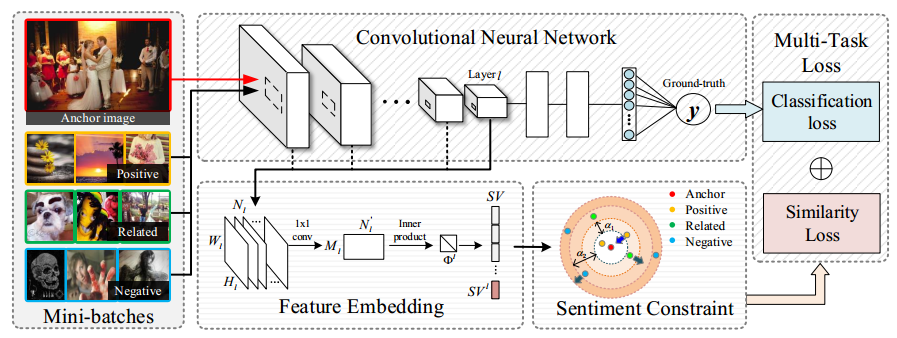 Anchor image
Positive
Related
Negative
Mini-batches
Convolutional Neural Network
Layer l
Ground-truth
y
Multi-Task
Loss
Classification
loss
Similarity
Loss
N_l
W_l
H_l
1x1
conv
M_l
N_l'
Inner
product
Φ^l
SV
SV^l
Feature Embedding
α_1
α_2
Anchor
Positive
Related
Negative
Sentiment Constraint